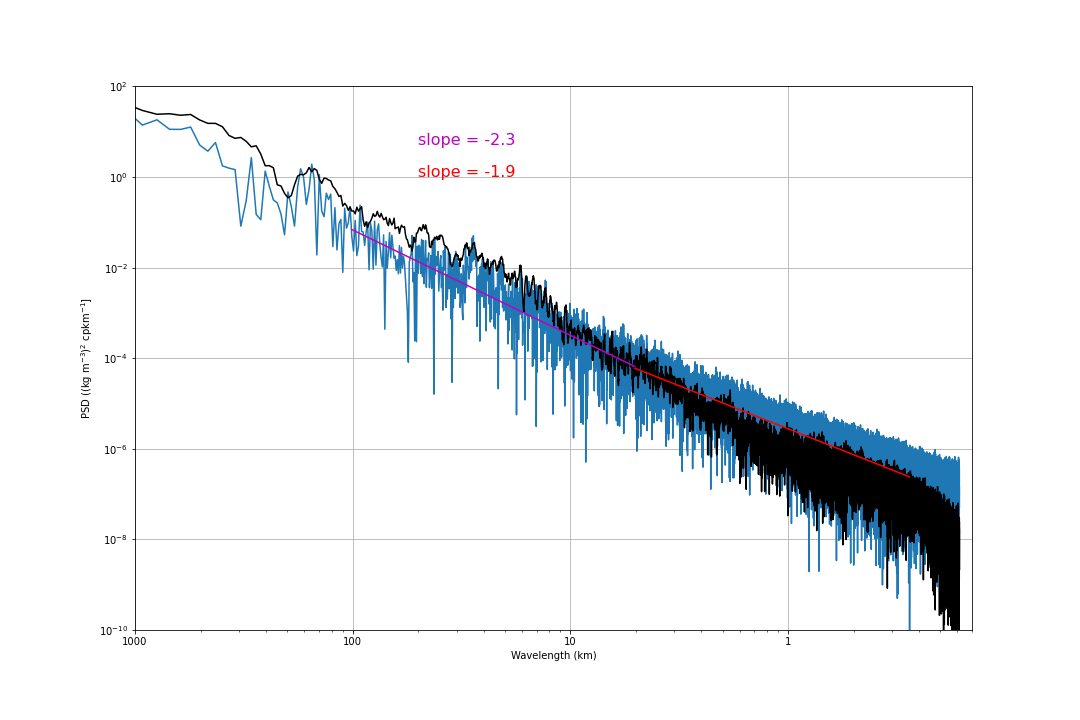 slope = -2.3
slope = -1.9
10²
10⁰
10⁻²
10⁻⁴
10⁻⁶
10⁻⁸
10⁻¹⁰
PSD ((kg m⁻³)² cpkm⁻¹]
1000 100 10 1
Wavelength (km)